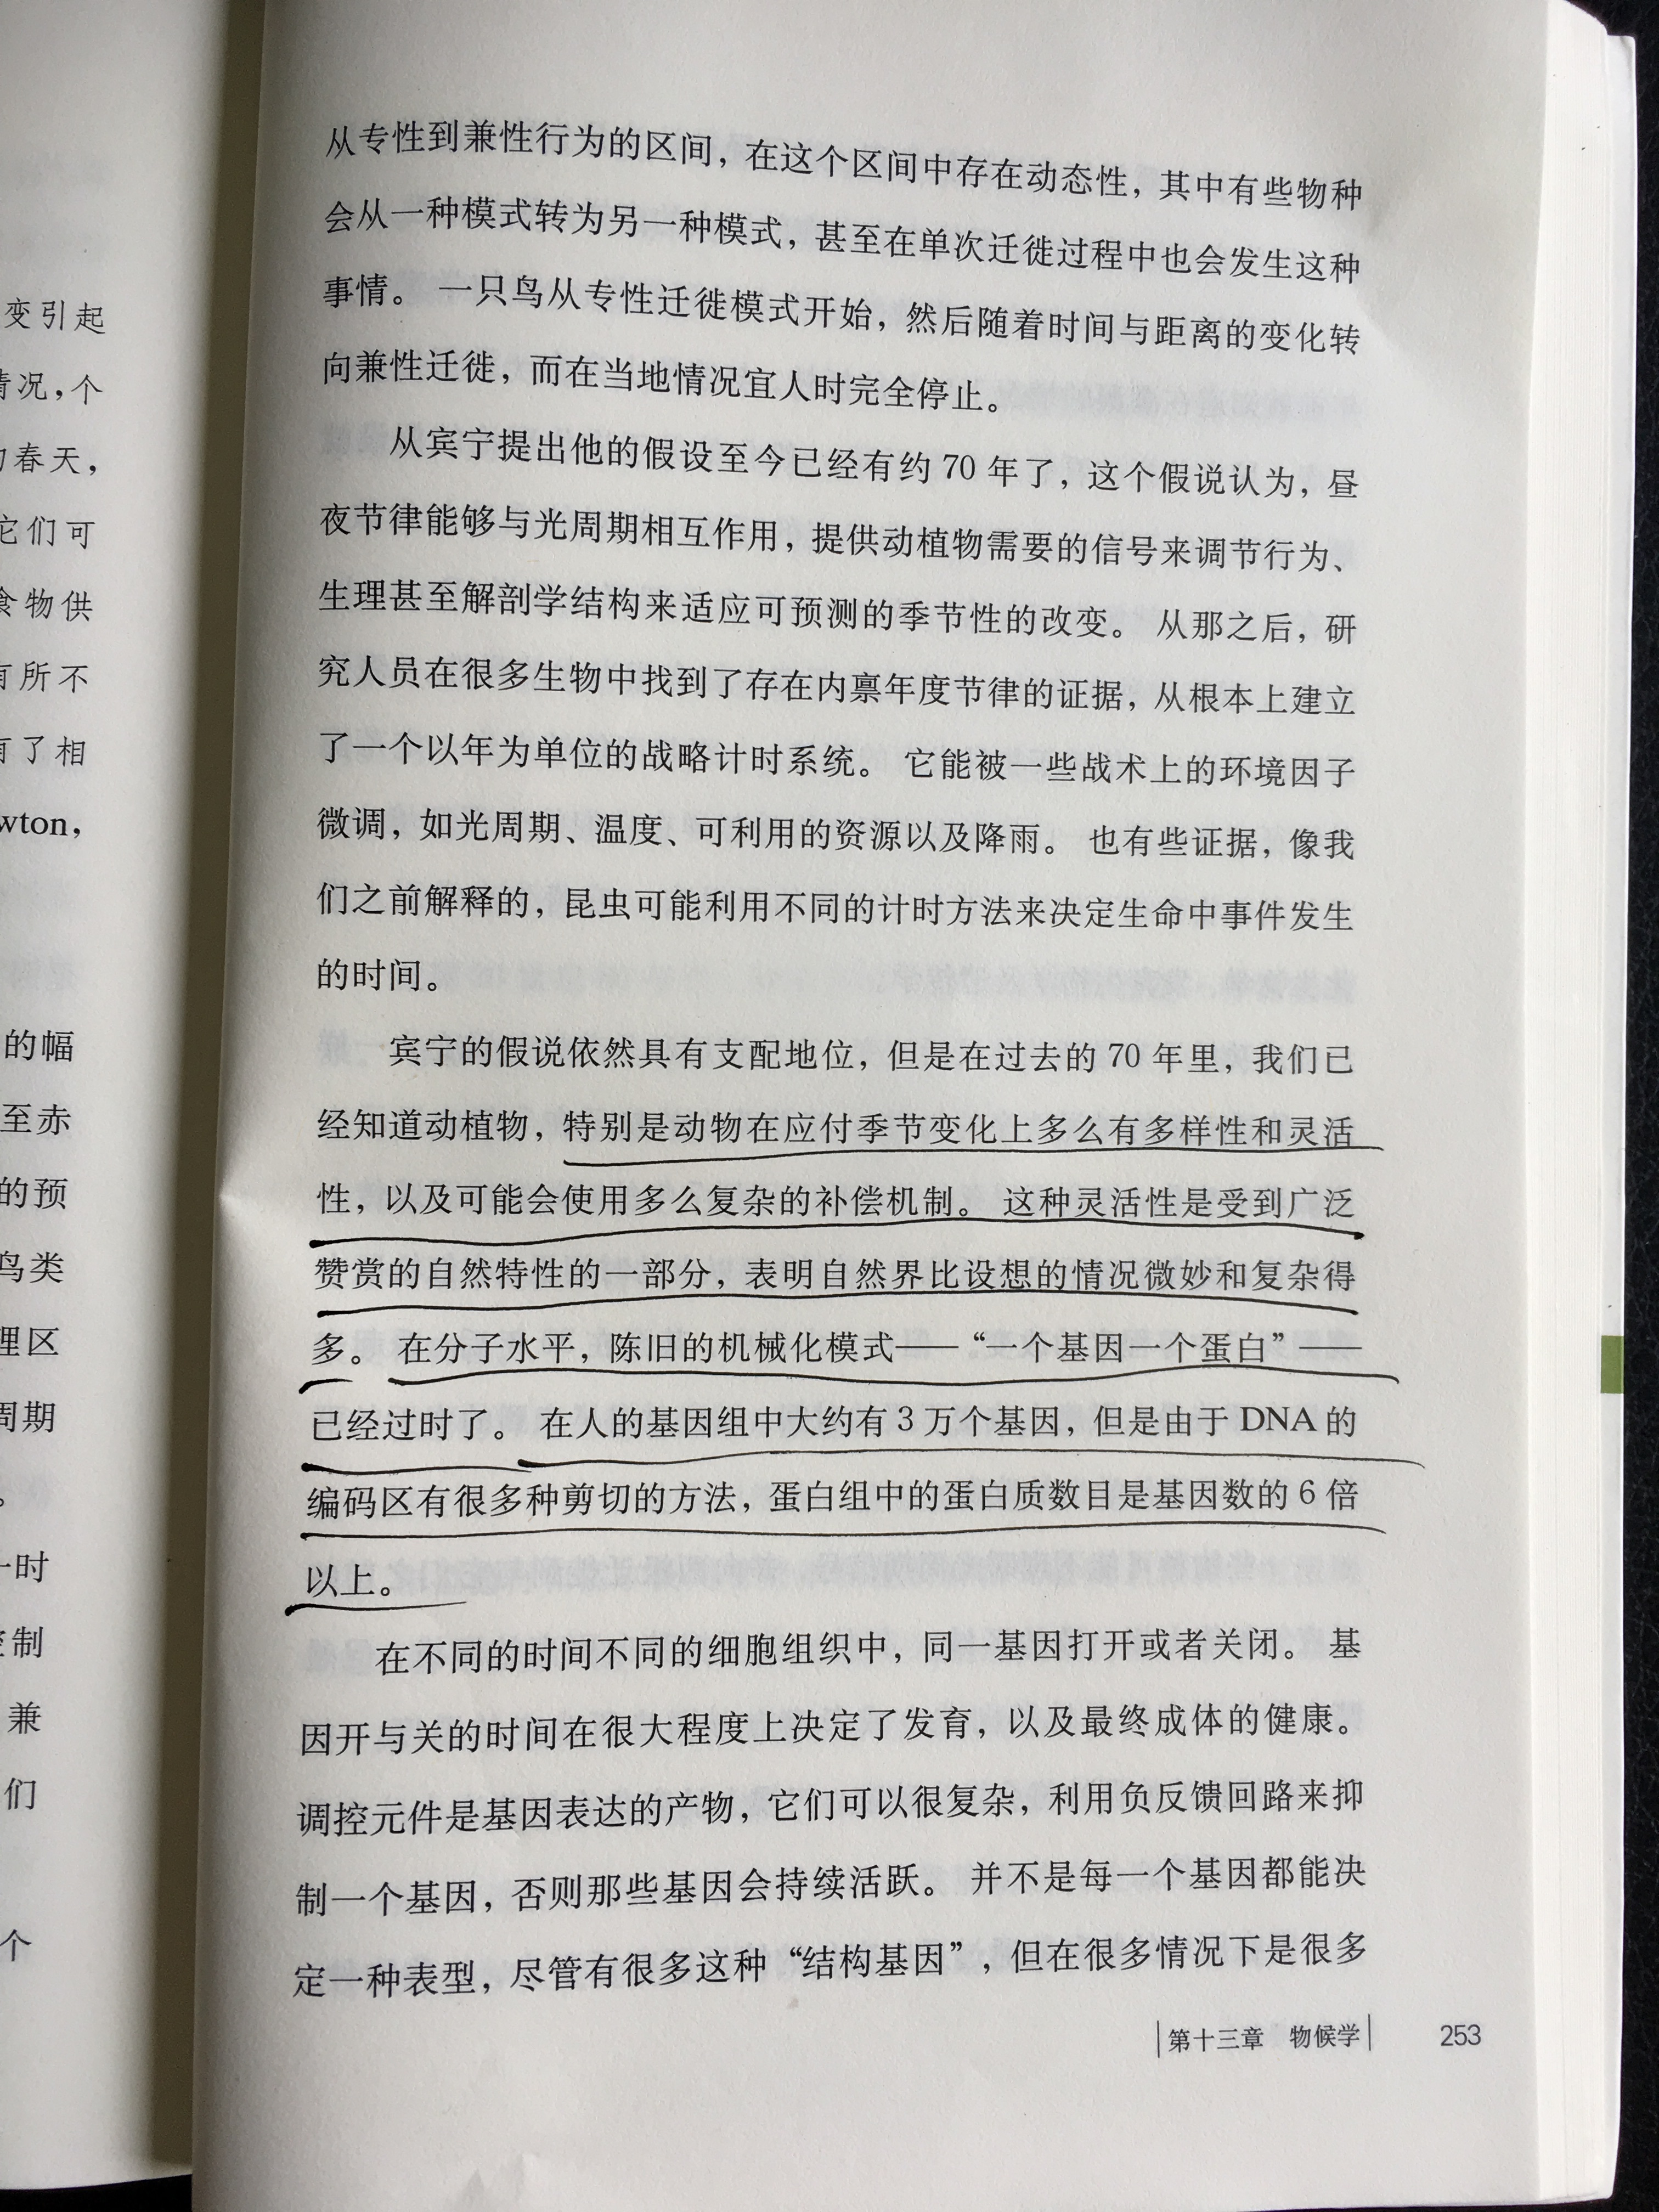 变引起
情况，个
春天，
它们可
食物供
所不
了相
wton，
的幅
至赤
的预
鸟类
理区
周期
。
时
制
兼
们
个
从专性到兼性行为的区间，在这个区间中存在动态性，其中有些物种
会从一种模式转为另一种模式，甚至在单次迁徙过程中也会发生这种
事情。 一只鸟从专性迁徙模式开始，然后随着时间与距离的变化转
向兼性迁徙，而在当地情况宜人时完全停止。
从宾宁提出他的假设至今已经有约 70 年了，这个假说认为，昼
夜节律能够与光周期相互作用，提供动植物需要的信号来调节行为、
生理甚至解剖学结构来适应可预测的季节性的改变。 从那之后，研
究人员在很多生物中找到了存在内禀年度节律的证据，从根本上建立
了一个以年为单位的战略计时系统。 它能被一些战术上的环境因子
微调，如光周期、温度、可利用的资源以及降雨。 也有些证据，像我
们之前解释的，昆虫可能利用不同的计时方法来决定生命中事件发生
的时间。
宾宁的假说依然具有支配地位，但是在过去的 70 年里，我们已
经知道动植物，特别是动物在应付季节变化上多么有多样性和灵活
性，以及可能会使用多么复杂的补偿机制。 这种灵活性是受到广泛
赞赏的自然特性的一部分，表明自然界比设想的情况微妙和复杂得
多。 在分子水平，陈旧的机械化模式——“一个基因一个蛋白”——
已经过时了。 在人的基因组中大约有 3 万个基因，但是由于 DNA 的
编码区有很多种剪切的方法，蛋白组中的蛋白质数目是基因数的 6 倍
以上。
在不同的时间不同的细胞组织中，同一基因打开或者关闭。 基
因开与关的时间在很大程度上决定了发育，以及最终成体的健康。
调控元件是基因表达的产物，它们可以很复杂，利用负反馈回路来抑
制一个基因，否则那些基因会持续活跃。 并不是每一个基因都能决
定一种表型，尽管有很多这种“结构基因”，但在很多情况下是很多
第十三章 物候学 253